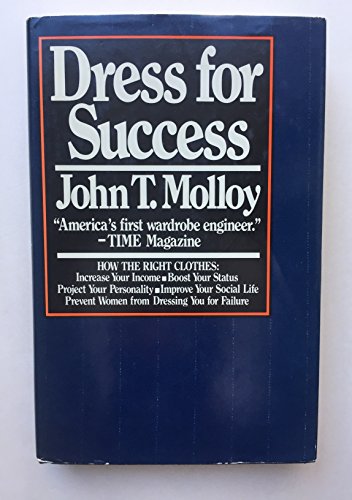 Dress for
Success
John T. Molloy
“America's first wardrobe engineer.”
–TIME Magazine
HOW THE RIGHT CLOTHES:
Increase Your Income ■ Boost Your Status
Project Your Personality ■ Improve Your Social Life
Prevent Women from Dressing You for Failure